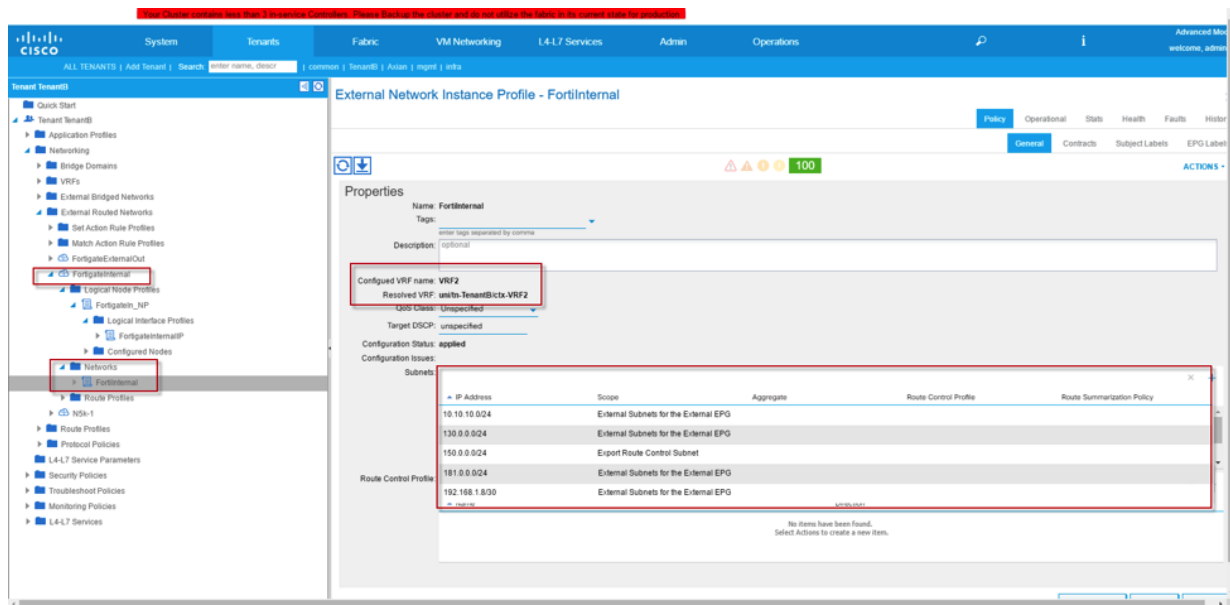 Your Cluster contains less than 3 in-service Controllers. Please Backup the cluster and do not utilize the fabric in its current state for production.
CISCO
System Tenants Fabric VM Networking L4-L7 Services Admin Operations
Advanced Mod
welcome, admin
ALL TENANTS | Add Tenant | Search: enter name, descr | common | TenantB | Axian | mgmt | infra
Tenant TenantB
Quick Start
Tenant TenantB
Application Profiles
Networking
Bridge Domains
VRFs
External Bridged Networks
External Routed Networks
Set Action Rule Profiles
Match Action Rule Profiles
FortigateExternalOut
FortigateInternal
Logical Node Profiles
FortigateIn_NP
Logical Interface Profiles
FortigateInternalIP
Configured Nodes
Networks
FortiInternal
Route Profiles
N5k-1
Route Profiles
Protocol Policies
L4-L7 Service Parameters
Security Policies
Troubleshoot Policies
Monitoring Policies
L4-L7 Services
External Network Instance Profile - FortiInternal
Policy Operational Stats Health Faults Histor
General Contracts Subject Labels EPG Label
100
ACTIONS
Properties
Name: FortiInternal
Tags:
enter tags separated by comma
Description: optional
Configued VRF name: VRF2
Resolved VRF: uni/tn-TenantB/ctx-VRF2
QoS Class: Unspecified
Target DSCP: unspecified
Configuration Status: applied
Configuration Issues:
Subnets:
IP Address Scope Aggregate Route Control Profile Route Summarization Policy
10.10.10.0/24 External Subnets for the External EPG
130.0.0.0/24 External Subnets for the External EPG
150.0.0.0/24 Export Route Control Subnet
181.0.0.0/24 External Subnets for the External EPG
192.168.1.8/30 External Subnets for the External EPG
Route Control Profile:
No items have been found.
Select Actions to create a new item.